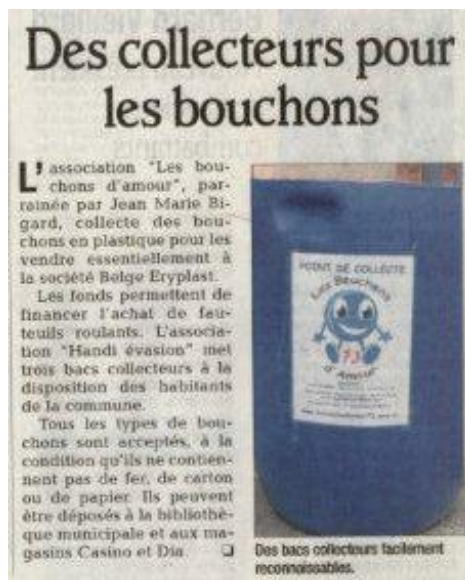 Des collecteurs pour
les bouchons
L'association "Les bou-
chons d'amour", par-
rainée par Jean Marie Bi-
gard, collecte des bou-
chons en plastique pour les
vendre essentiellement à
la société Belge Eryplast.
Les fonds permettent de
financer l'achat de fau-
teuils roulants. L'associa-
tion "Handi évasion" met
trois bacs collecteurs à la
disposition des habitants
de la commune.
Tous les types de bou-
chons sont acceptés, à la
condition qu'ils ne contien-
nent pas de fer, de carton
ou de papier. Ils peuvent
être déposés à la bibliothè-
que municipale et aux ma-
gasins Casino et Dia
POINT DE COLLECTE
Les Bouchons
73
d'Amour
Des bacs collecteurs facilement
reconnaissables.